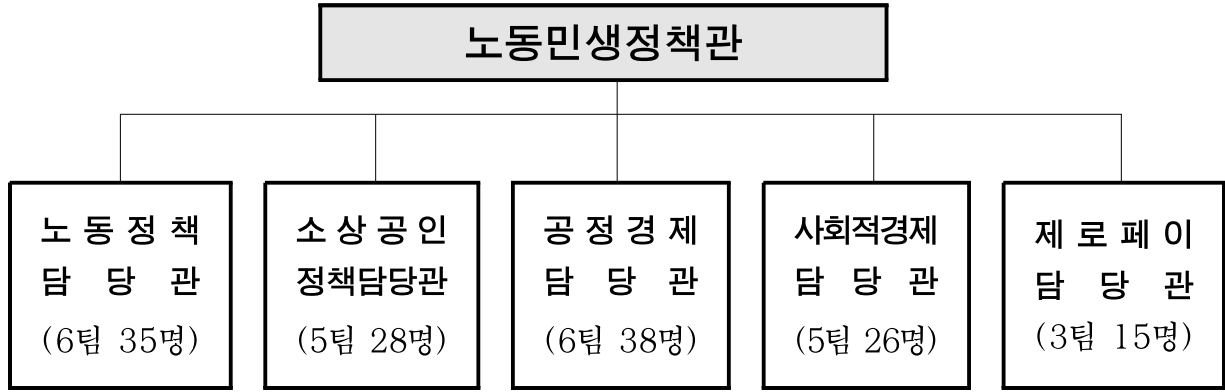 노동민생정책관
노 동 정 책
담 당 관
(6팀 35명)
소 상 공 인
정책담당관
(5팀 28명)
공 정 경 제
담 당 관
(6팀 38명)
사회적경제
담 당 관
(5팀 26명)
제 로 페 이
담 당 관
(3팀 15명)